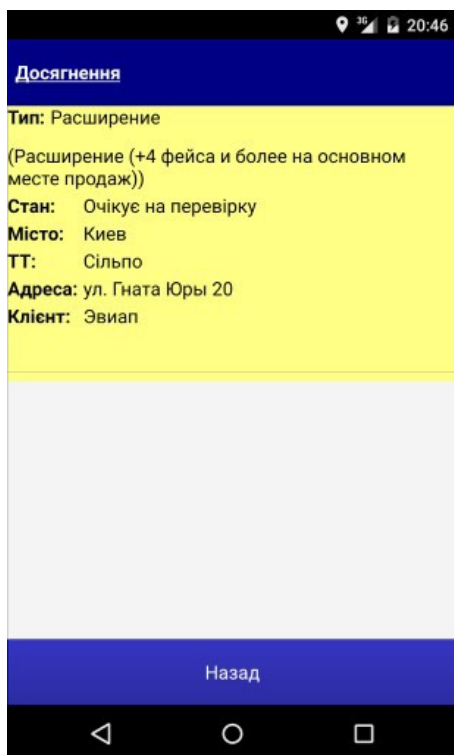 3G 20:46
Досягнення
Тип: Расширение
(Расширение (+4 фейса и более на основном
месте продаж))
Стан: Очікує на перевірку
Місто: Киев
ТТ: Сільпо
Адреса: ул. Гната Юры 20
Клієнт: Эвиап
Назад